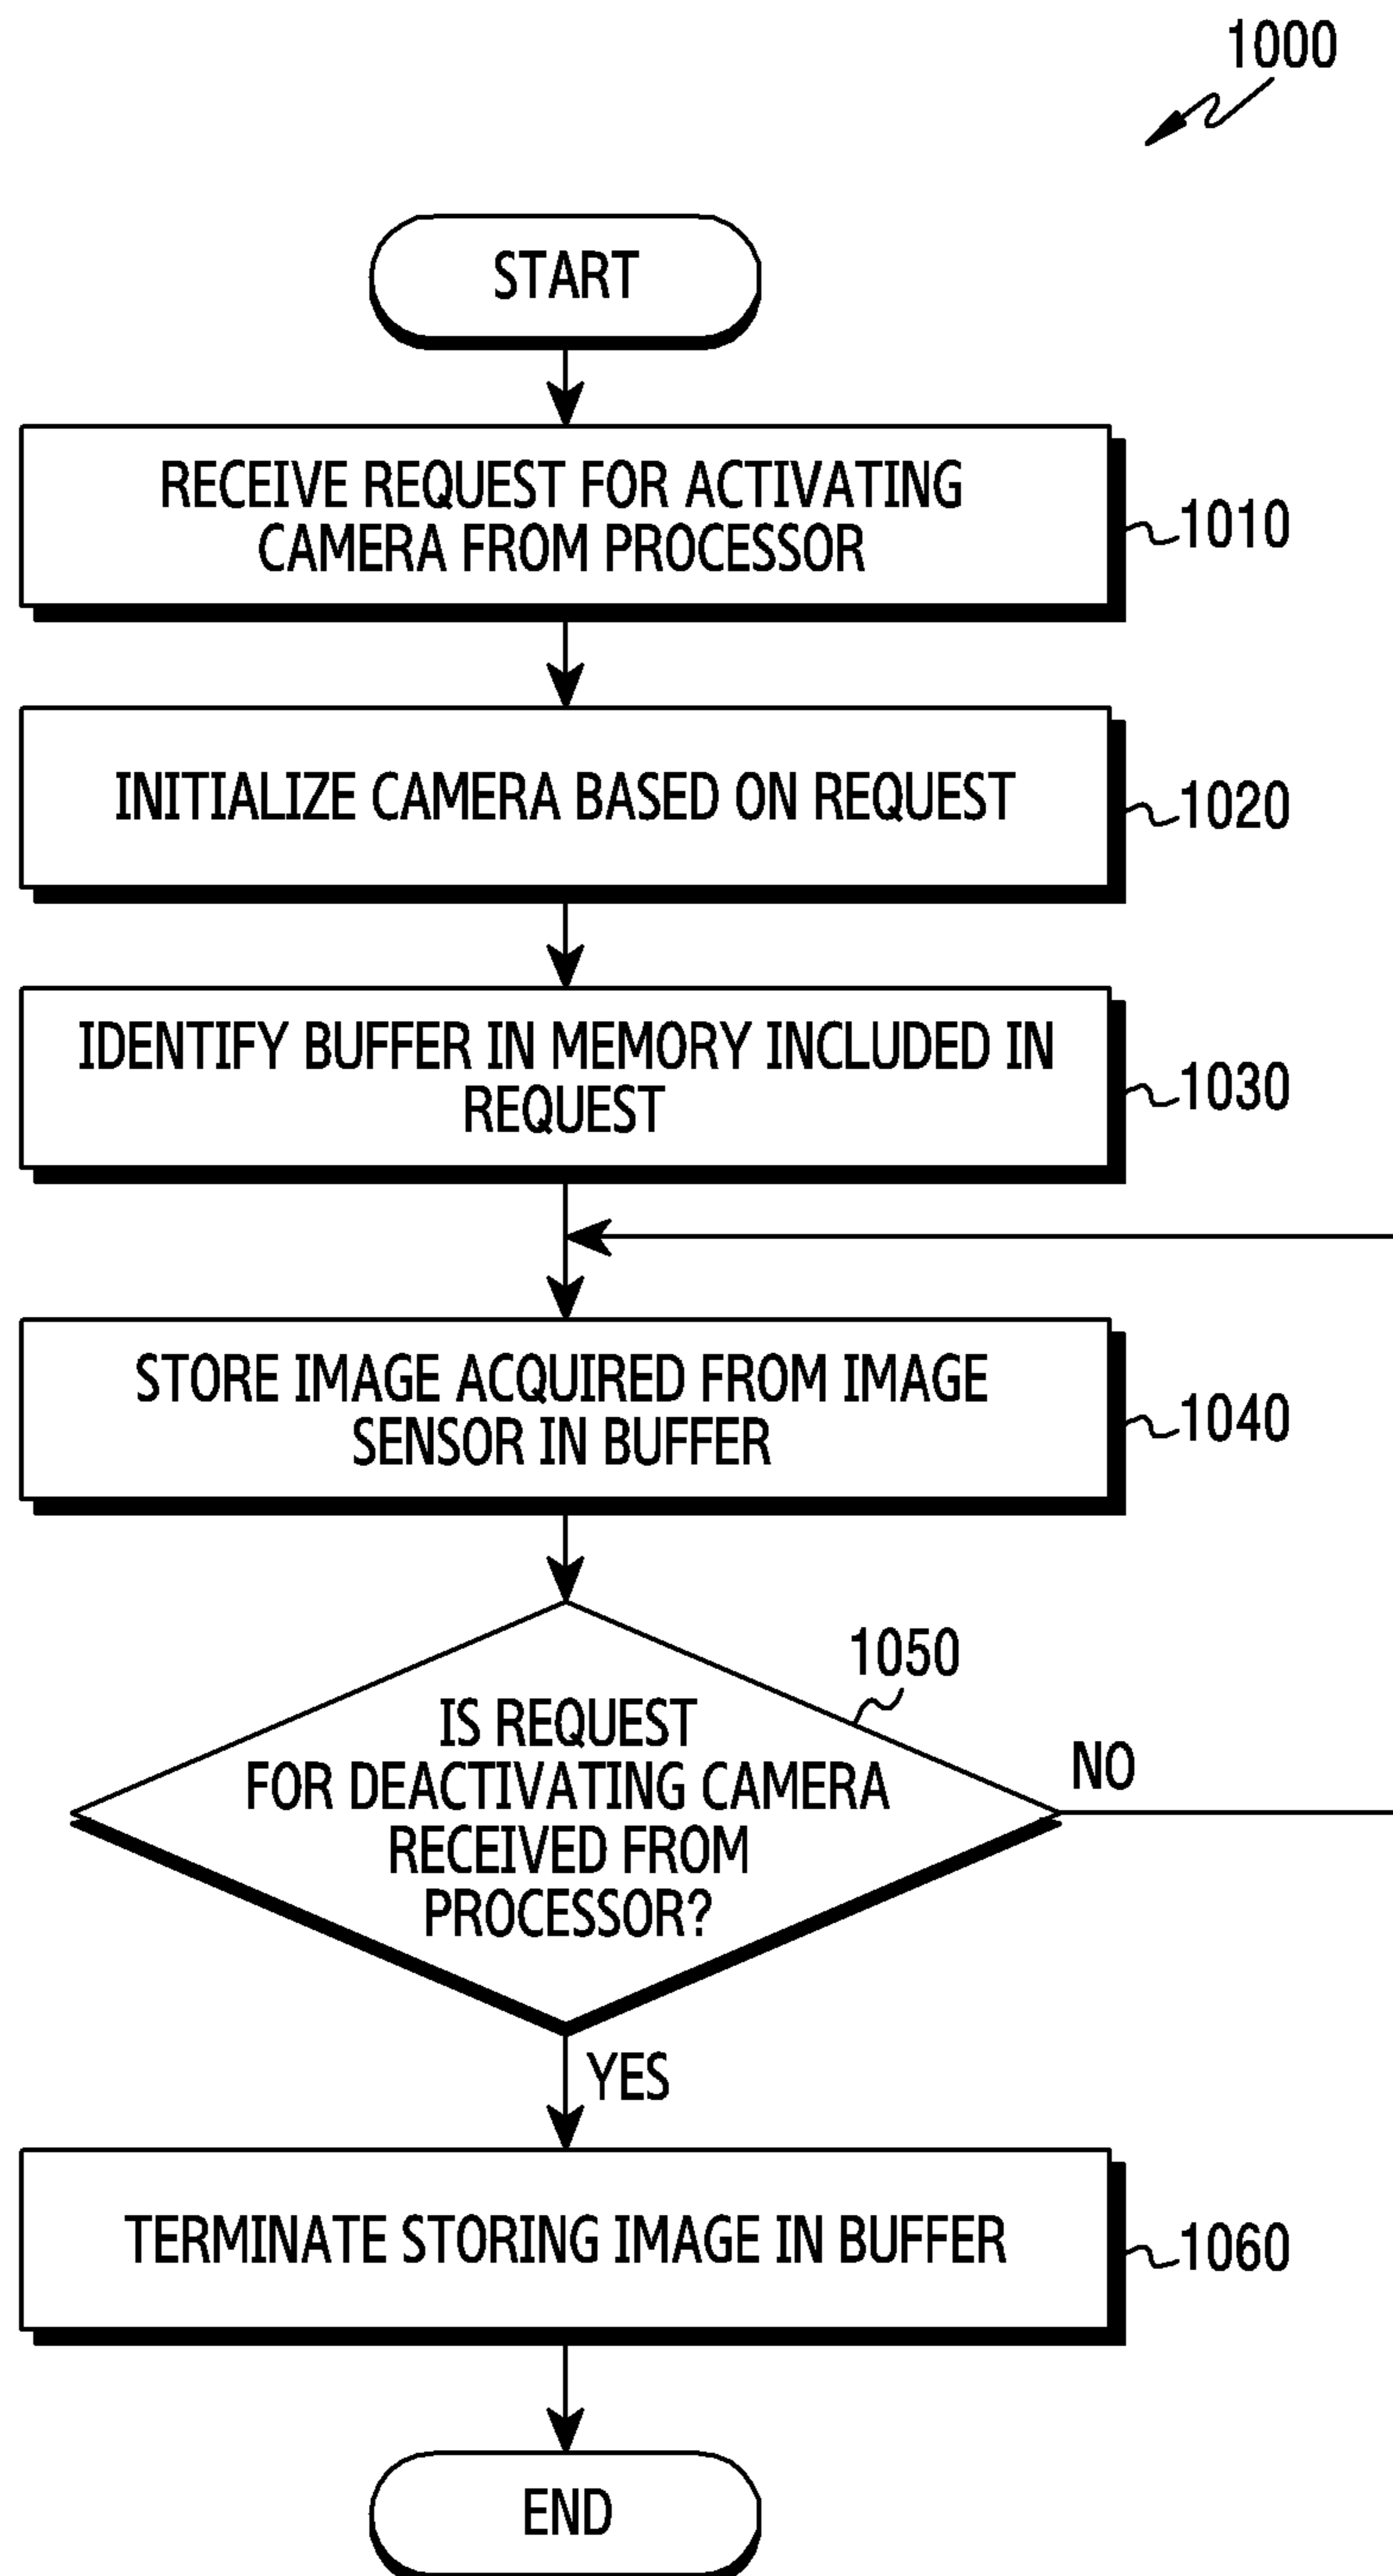 1000
START
RECEIVE REQUEST FOR ACTIVATING
CAMERA FROM PROCESSOR
1010
INITIALIZE CAMERA BASED ON REQUEST
1020
IDENTIFY BUFFER IN MEMORY INCLUDED IN
REQUEST
1030
STORE IMAGE ACQUIRED FROM IMAGE
SENSOR IN BUFFER
1040
1050
IS REQUEST
FOR DEACTIVATING CAMERA
RECEIVED FROM
PROCESSOR?
NO
YES
TERMINATE STORING IMAGE IN BUFFER
1060
END